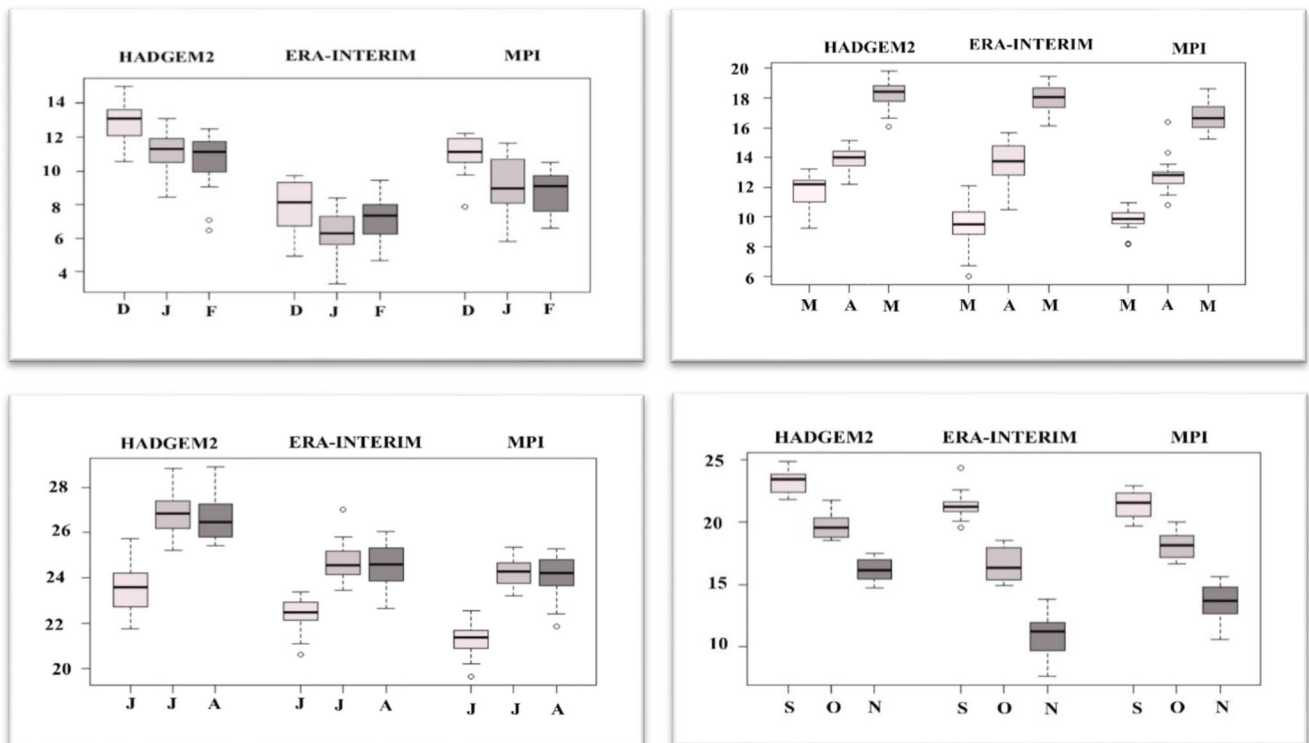 HADGEM2 ERA-INTERIM MPI
14
12
10
8
6
4
D J F D J F D J F
HADGEM2 ERA-INTERIM MPI
20
18
16
14
12
10
8
6
M A M M A M M A M
HADGEM2 ERA-INTERIM MPI
28
26
24
22
20
J J A J J A J J A
HADGEM2 ERA-INTERIM MPI
25
20
15
10
S O N S O N S O N